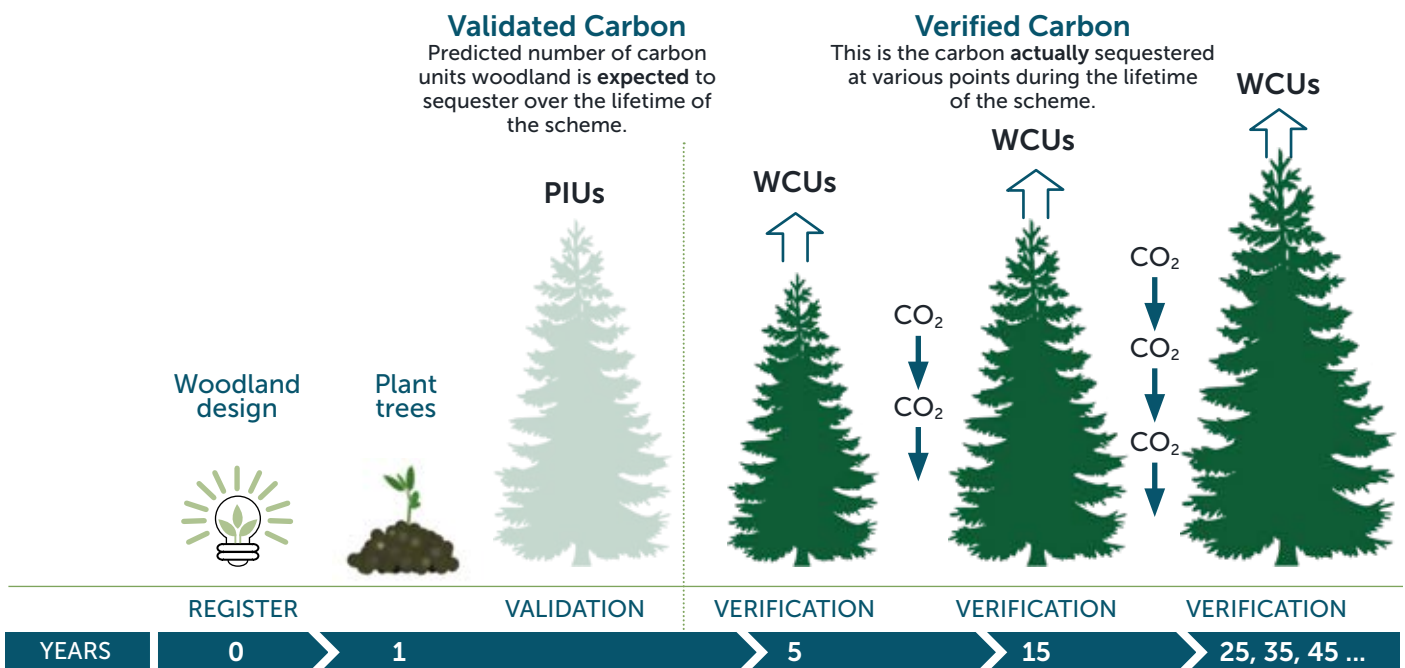 Validated Carbon
Predicted number of carbon
units woodland is expected to
sequester over the lifetime of
the scheme.
Verified Carbon
This is the carbon actually sequestered
at various points during the lifetime
of the scheme.
PIUs
WCUs
WCUs
WCUs
Woodland
design
Plant
trees
CO₂
CO₂
CO₂
CO₂
CO₂
REGISTER
VALIDATION
VERIFICATION
VERIFICATION
VERIFICATION
YEARS
0
1
5
15
25, 35, 45 ...